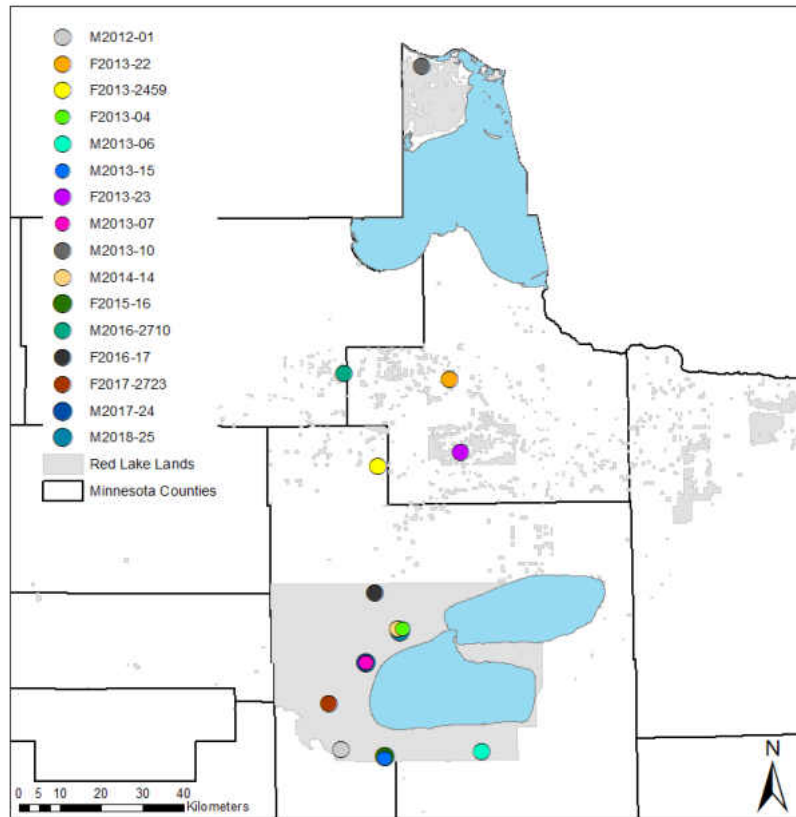 M2012-01
F2013-22
F2013-2459
F2013-04
M2013-06
M2013-15
F2013-23
M2013-07
M2013-10
M2014-14
F2015-16
M2016-2710
F2016-17
F2017-2723
M2017-24
M2018-25
Red Lake Lands
Minnesota Counties
0 5 10 20 30 40
Kilometers
N